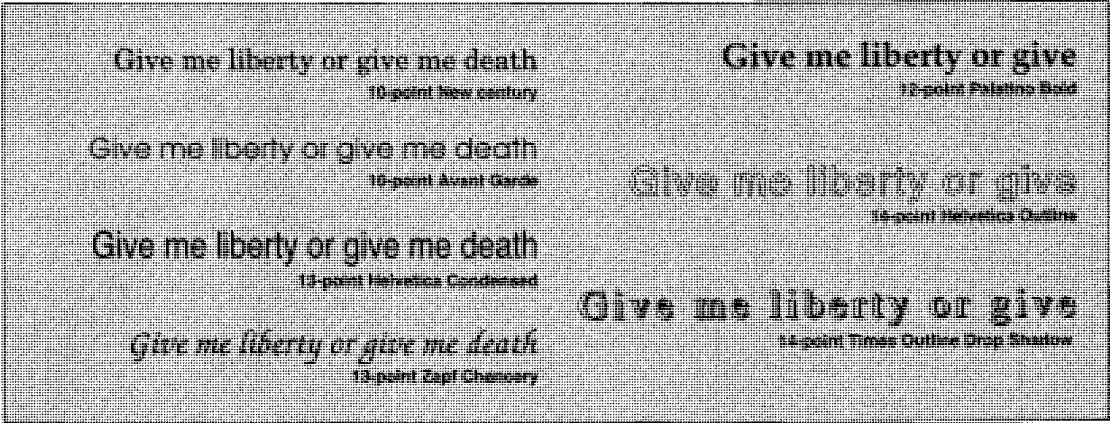 Give me liberty or give me death
10-point New century
Give me liberty or give me death
10-point Avant Garde
Give me liberty or give me death
13-point Helvetica Condensed
Give me liberty or give me death
13-point Zapf Chancery
Give me liberty or give
12-point Palatino Bold
Give me liberty or give
14-point Helvetica Outline
Give me liberty or give
14-point Times Outline Drop Shadow